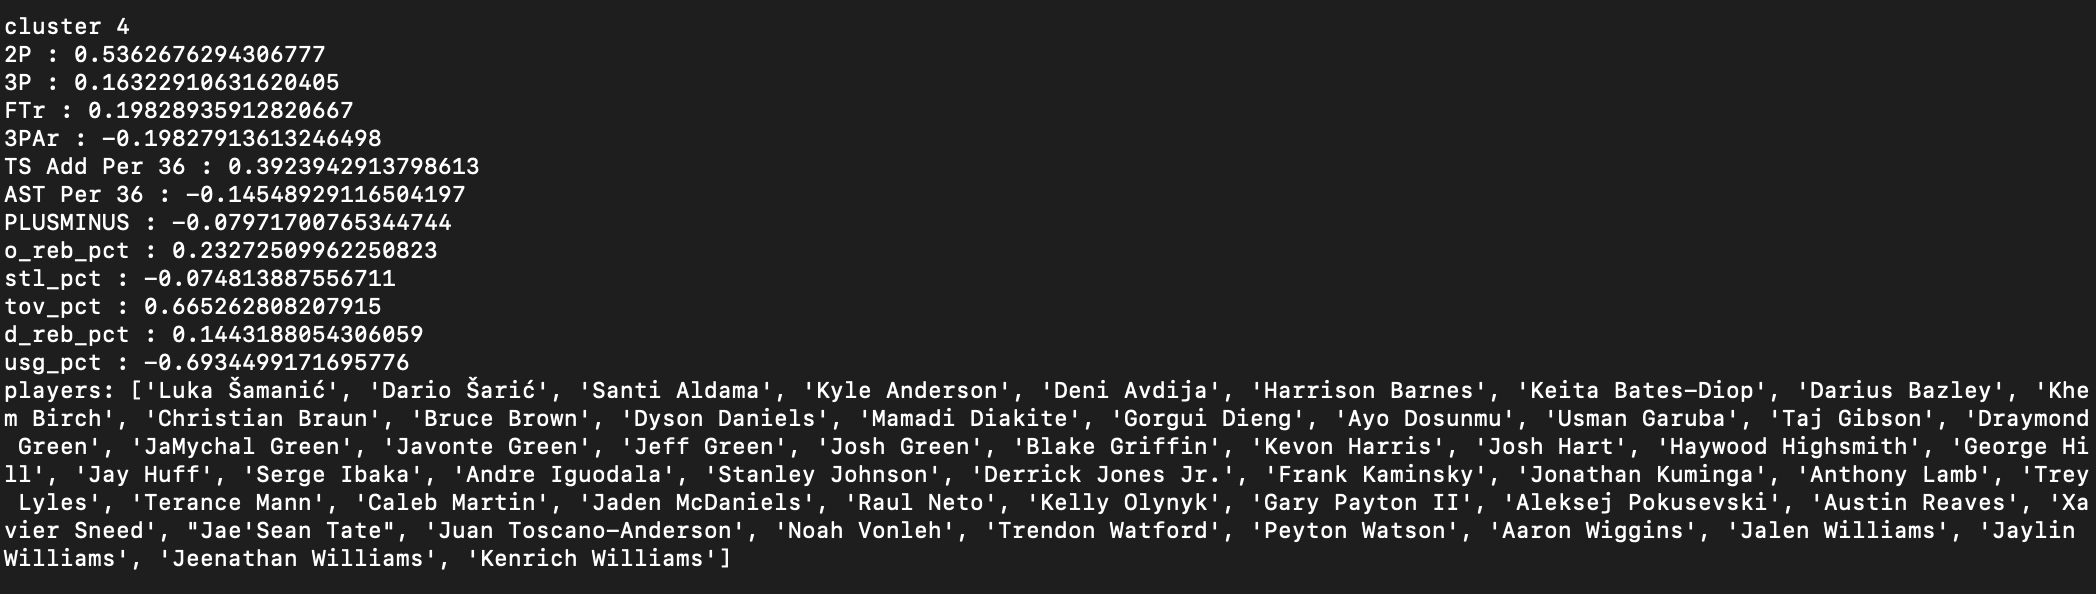 cluster 4
2P : 0.5362676294306777
3P : 0.16322910631620405
FTr : 0.19828935912820667
3PAr : -0.19827913613246498
TS Add Per 36 : 0.3923942913798613
AST Per 36 : -0.14548929116504197
PLUSMINUS : -0.07971700765344744
o_reb_pct : 0.23272509962250823
stl_pct : -0.074813887556711
tov_pct : 0.665262808207915
d_reb_pct : 0.1443188054306059
usg_pct : -0.6934499171695776
players: ['Luka Šamanić', 'Dario Šarić', 'Santi Aldama', 'Kyle Anderson', 'Deni Avdija', 'Harrison Barnes', 'Keita Bates-Diop', 'Darius Bazley', 'Khe
m Birch', 'Christian Braun', 'Bruce Brown', 'Dyson Daniels', 'Mamadi Diakite', 'Gorgui Dieng', 'Ayo Dosunmu', 'Usman Garuba', 'Taj Gibson', 'Draymond
 Green', 'JaMychal Green', 'Javonte Green', 'Jeff Green', 'Josh Green', 'Blake Griffin', 'Kevon Harris', 'Josh Hart', 'Haywood Highsmith', 'George Hi
ll', 'Jay Huff', 'Serge Ibaka', 'Andre Iguodala', 'Stanley Johnson', 'Derrick Jones Jr.', 'Frank Kaminsky', 'Jonathan Kuminga', 'Anthony Lamb', 'Trey
 Lyles', 'Terance Mann', 'Caleb Martin', 'Jaden McDaniels', 'Raul Neto', 'Kelly Olynyk', 'Gary Payton II', 'Aleksej Pokusevski', 'Austin Reaves', 'Xa
vier Sneed', "Jae'Sean Tate", 'Juan Toscano-Anderson', 'Noah Vonleh', 'Trendon Watford', 'Peyton Watson', 'Aaron Wiggins', 'Jalen Williams', 'Jaylin
Williams', 'Jeenathan Williams', 'Kenrich Williams']